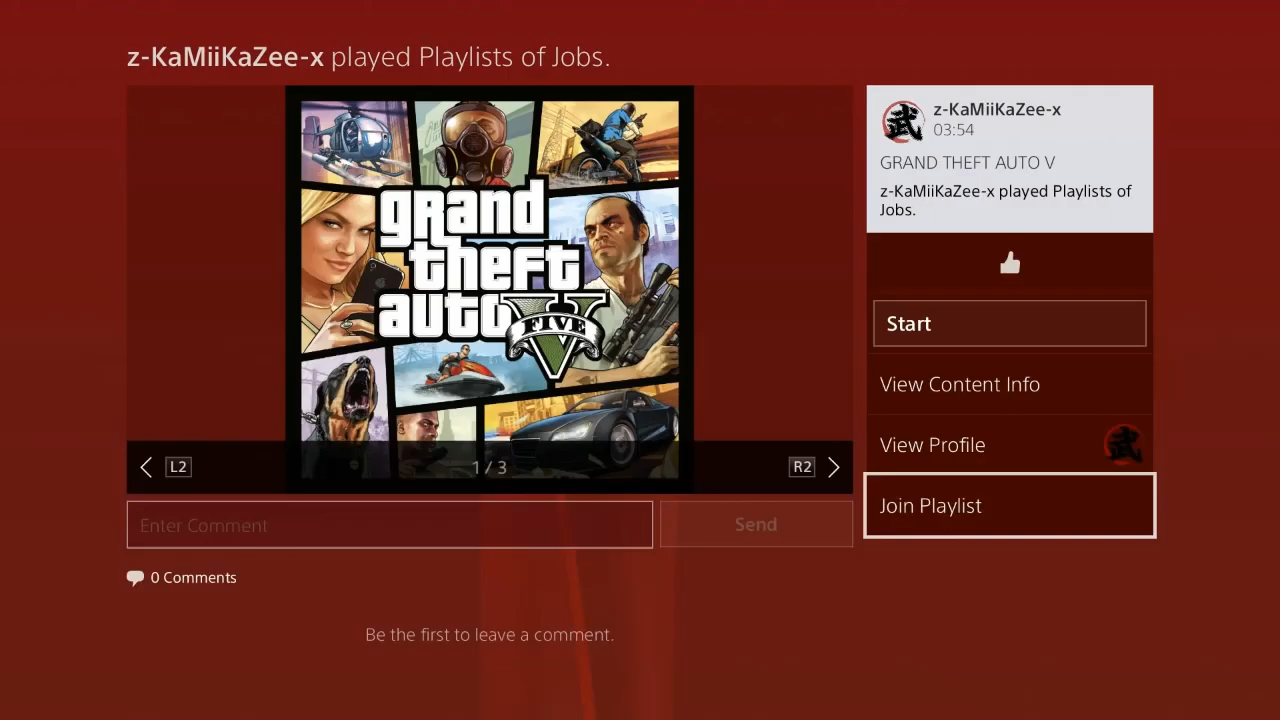 z-KaMiiKaZee-x played Playlists of Jobs.
grand
theft
auto
FIVE
V
™
L2
1 / 3
R2
Enter Comment
Send
0 Comments
Be the first to leave a comment.
z-KaMiiKaZee-x
03:54
GRAND THEFT AUTO V
z-KaMiiKaZee-x played Playlists of
Jobs.
Start
View Content Info
View Profile
武
Join Playlist